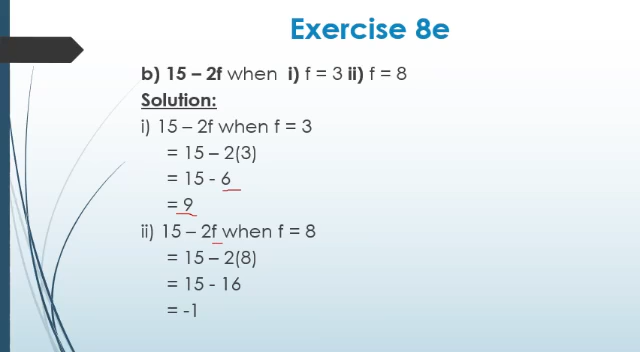 Exercise 8e
b) 15 – 2f when i) f = 3 ii) f = 8
Solution:
i) 15 – 2f when f = 3
= 15 – 2(3)
= 15 - 6
= 9
ii) 15 – 2f when f = 8
= 15 – 2(8)
= 15 - 16
= -1